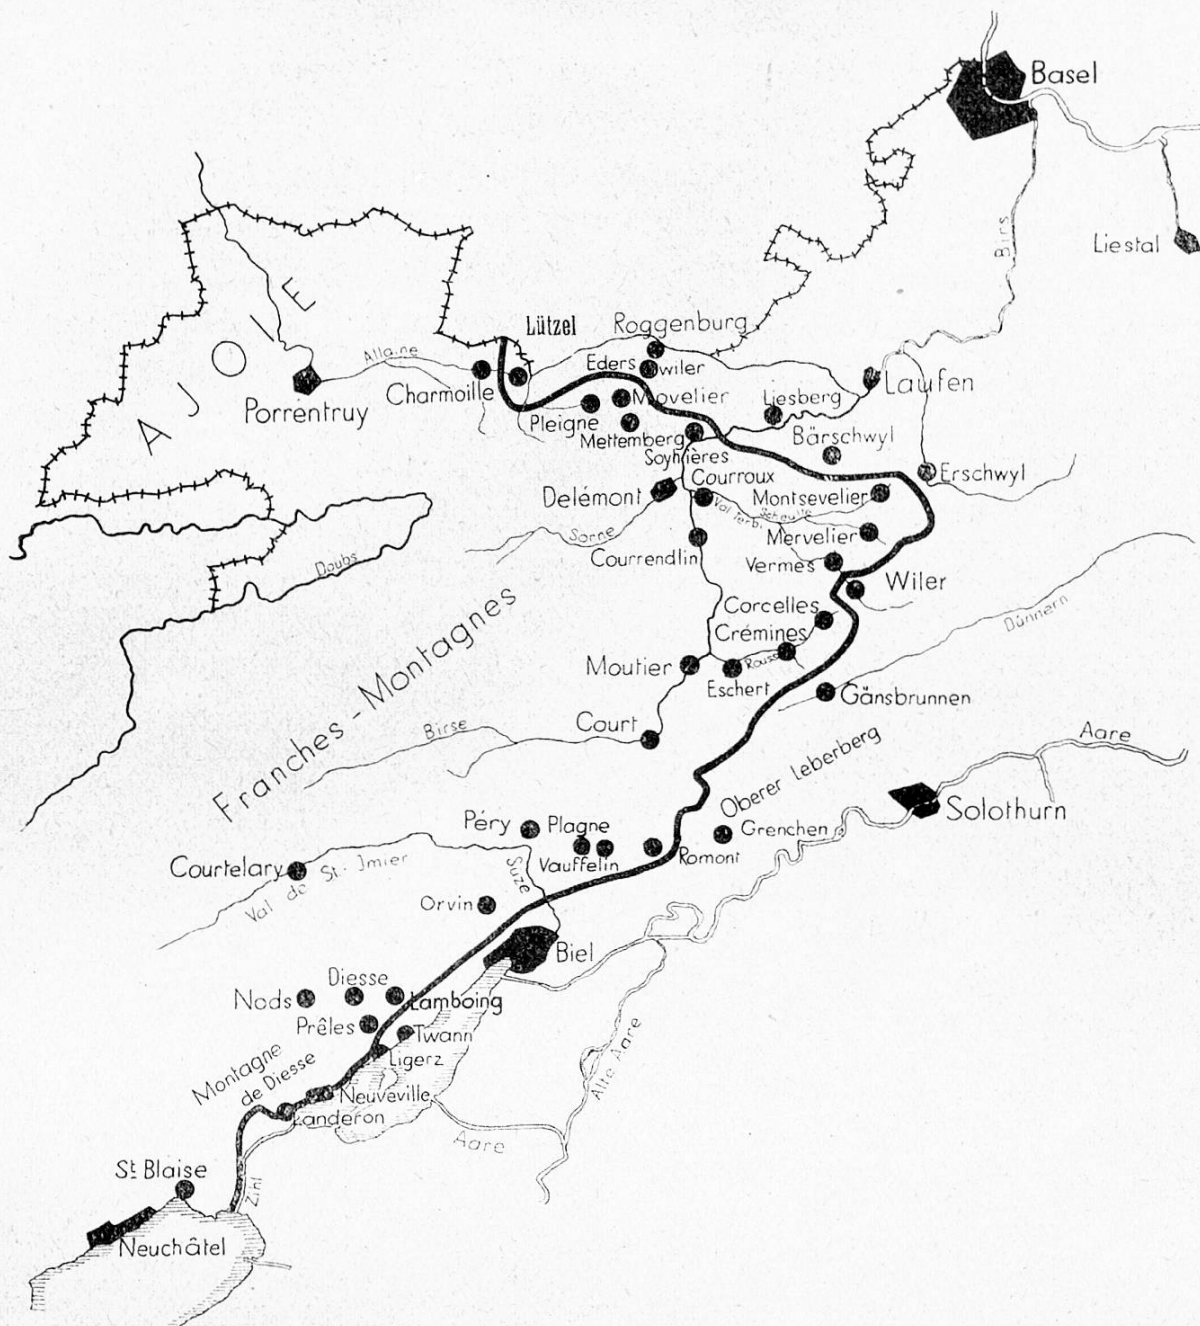 Basel
Birs
Liestal
AJOIE
Lützel
Roggenburg
Allaine
Ederswiler
Charmoille
Movelier
Liesberg
Laufen
Porrentruy
Pleigne
Mettemberg
Bärschwyl
Soyhières
Courroux
Erschwyl
Delémont
Montsevelier
Val Terbi
Scheulte
Sorne
Mervelier
Courrendlin
Vermes
Doubs
Wiler
Corcelles
Dünnern
Crémines
Franches-Montagnes
Moutier
Eschert
Gänsbrunnen
Court
Birse
Aare
Oberer Leberberg
Solothurn
Péry
Plagne
Grenchen
Vauffelin
Romont
Courtelary
Val de St-Imier
Suze
Orvin
Biel
Diesse
Nods
Lamboing
Prêles
Twann
Ligerz
Montagne
de Diesse
Alte Aare
Neuveville
Landeron
Aare
St. Blaise
Zihl
Neuchâtel